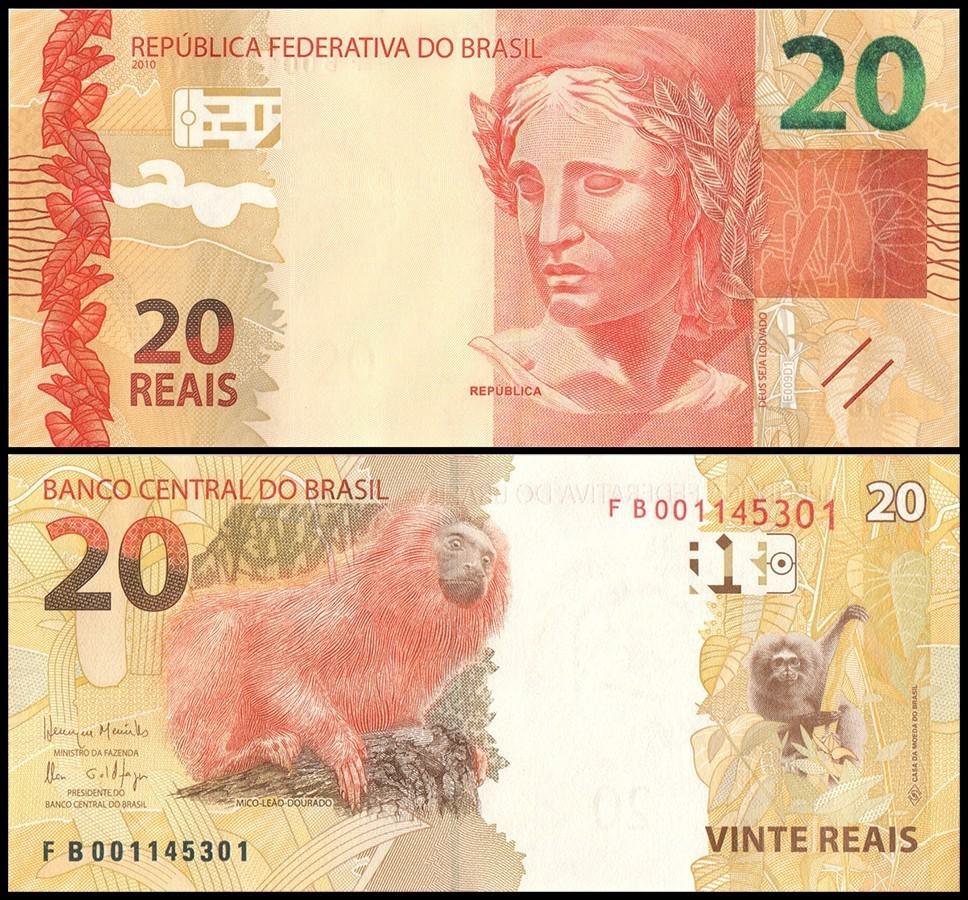 REPÚBLICA FEDERATIVA DO BRASIL
2010
20
20
REAIS
REPÚBLICA
DEUS SEJA LOUVADO
BANCO CENTRAL DO BRASIL
20
F B 001145301
20
MINISTRO DA FAZENDA
PRESIDENTE DO
BANCO CENTRAL DO BRASIL
MICO-LEÃO-DOURADO
F B 001145301
CASA DA MOEDA DO BRASIL
VINTE REAIS